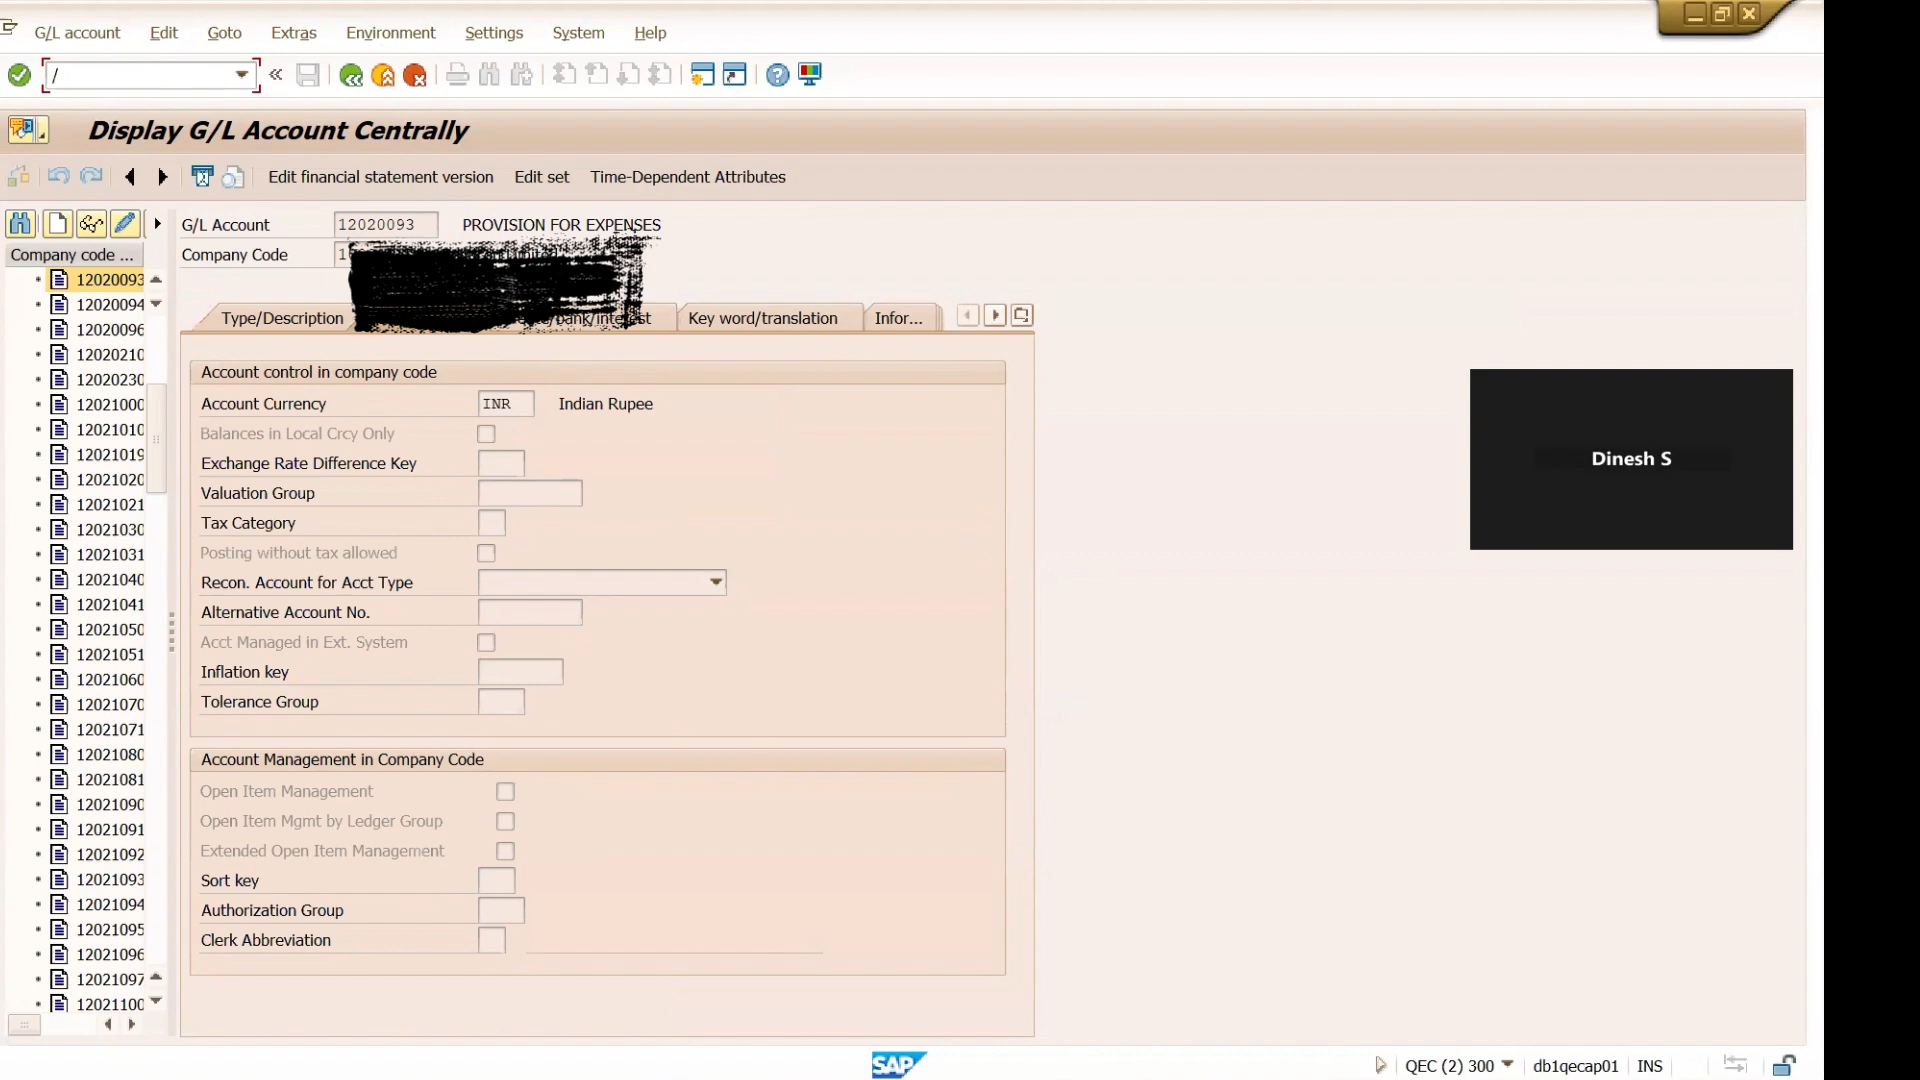 G/L account Edit Goto Extras Environment Settings System Help
/
Display G/L Account Centrally
Edit financial statement version Edit set Time-Dependent Attributes
G/L Account 12020093 PROVISION FOR EXPENSES
Company Code 1
Company code ...
12020093
12020094
12020096
12020210
12020230
12021000
12021010
12021019
12021020
12021021
12021030
12021031
12021040
12021041
12021050
12021051
12021060
12021070
12021071
12021080
12021081
12021090
12021091
12021092
12021093
12021094
12021095
12021096
12021097
12021100
Type/Description /bank/interest Key word/translation Infor...
Account control in company code
Account Currency INR Indian Rupee
Balances in Local Crcy Only
Exchange Rate Difference Key
Valuation Group
Tax Category
Posting without tax allowed
Recon. Account for Acct Type
Alternative Account No.
Acct Managed in Ext. System
Inflation key
Tolerance Group
Account Management in Company Code
Open Item Management
Open Item Mgmt by Ledger Group
Extended Open Item Management
Sort key
Authorization Group
Clerk Abbreviation
Dinesh S
SAP QEC (2) 300 db1qecap01 INS